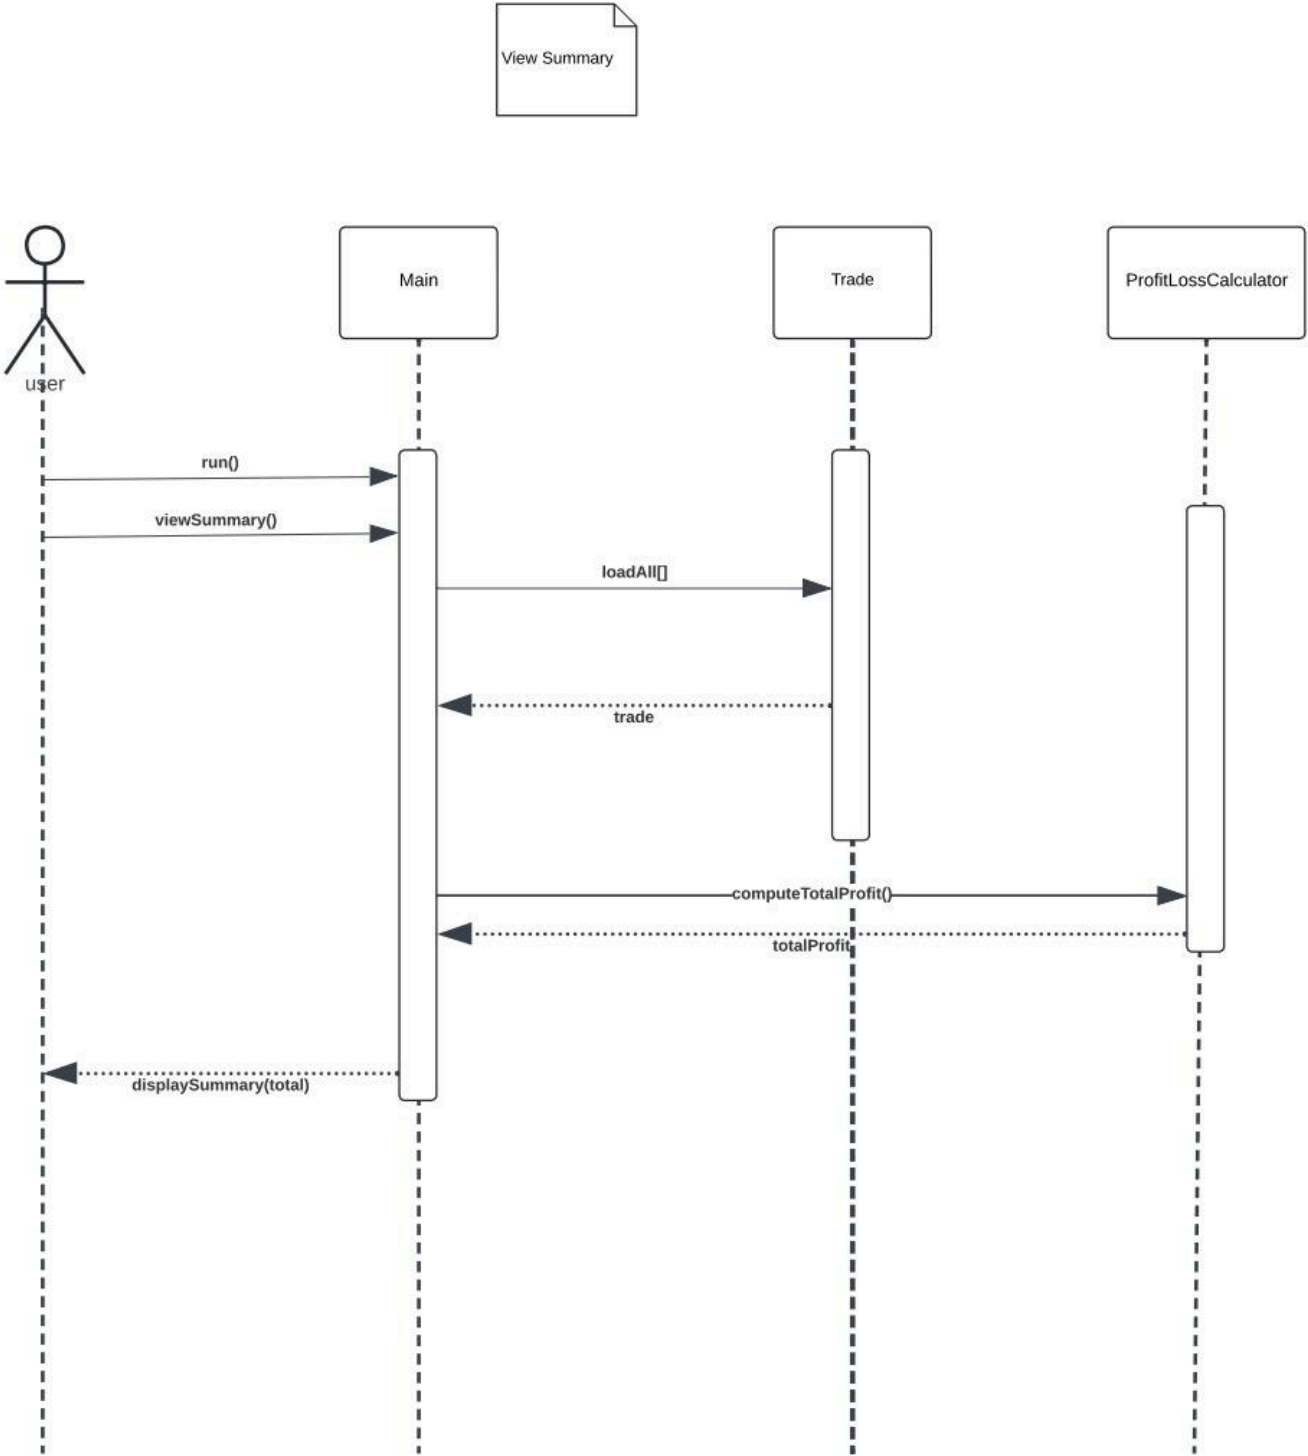 View Summary
Main
Trade
ProfitLossCalculator
user
run()
viewSummary()
loadAll[]
trade
computeTotalProfit()
totalProfit
displaySummary(total)